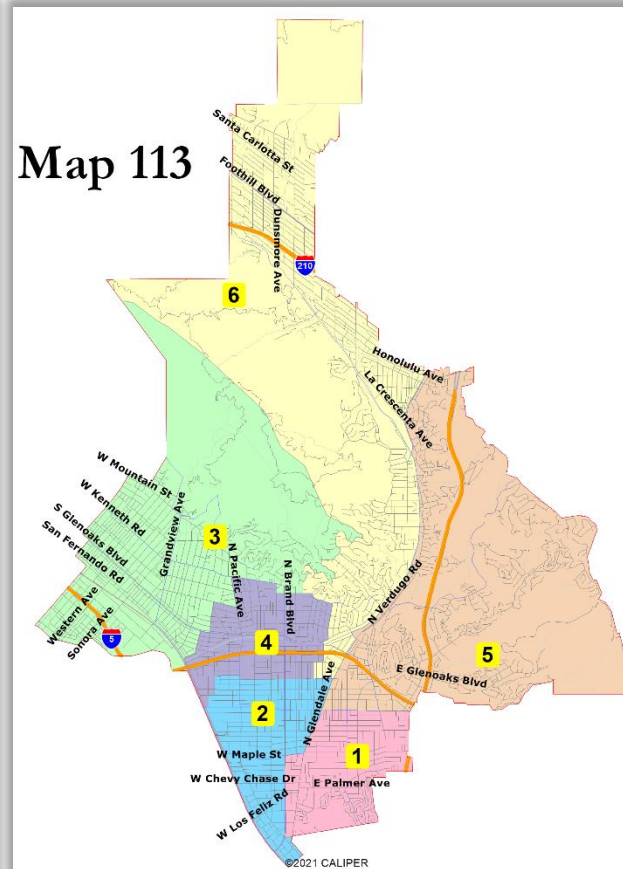 Map 113
Santa Carlotta St
Foothill Blvd
Dunsmore Ave
210
6
Honolulu Ave
La Crescenta Ave
W Mountain St
W Kenneth Rd
Grandview Ave
S Glenoaks Blvd
San Fernando Rd
3
N Pacific Ave
N Brand Blvd
N Verdugo Rd
Western Ave
Sonora Ave
5
4
5
E Glenoaks Blvd
N Glendale Ave
2
1
W Maple St
W Chevy Chase Dr
E Palmer Ave
W Los Feliz Rd
©2021 CALIPER